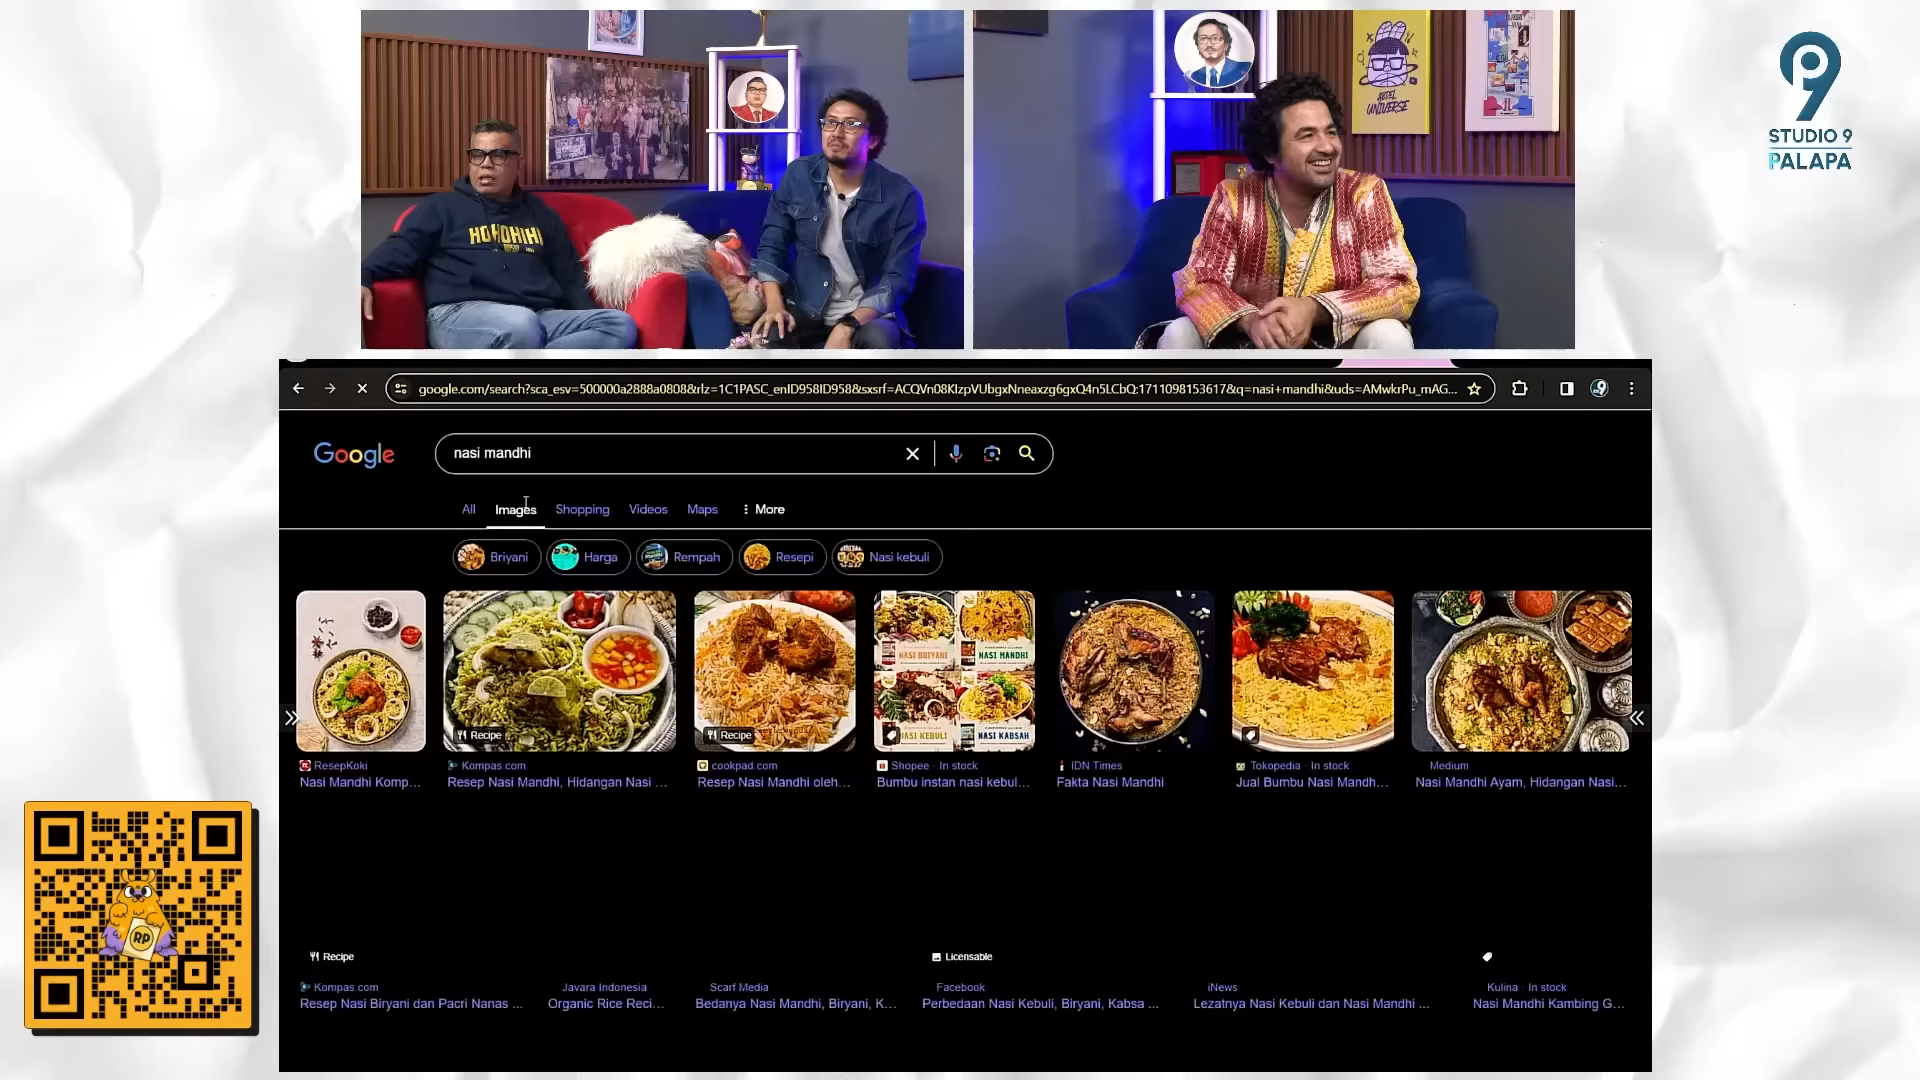 ABDEL
UNIVERSE
HOHOHIHI
STUDIO 9
PALAPA
google.com/search?sca_esv=500000a2888a0808&rlz=1C1PASC_enID958ID958&sxsrf=ACQVn08KIzpVUbgxNneaxzg6gxQ4n5LCbQ:1711098153617&q=nasi+mandhi&uds=AMwkrPu_mAG...
Google
nasi mandhi
All Images Shopping Videos Maps More
Briyani Harga Rempah Resepi Nasi kebuli
NASI BRIYANI NASI MANDHI
NASI KEBULI NASI KABSAH
Recipe Recipe
ResepKoki Kompas.com cookpad.com Shopee · In stock IDN Times Tokopedia · In stock Medium
Nasi Mandhi Komp... Resep Nasi Mandhi, Hidangan Nasi ... Resep Nasi Mandhi oleh... Bumbu instan nasi kebul... Fakta Nasi Mandhi Jual Bumbu Nasi Mandh... Nasi Mandhi Ayam, Hidangan Nasi...
RP
Recipe Licensable
Kompas.com Javara Indonesia Scarf Media Facebook iNews Kulina · In stock
Resep Nasi Biryani dan Pacri Nanas ... Organic Rice Reci... Bedanya Nasi Mandhi, Biryani, K... Perbedaan Nasi Kebuli, Biryani, Kabsa ... Lezatnya Nasi Kebuli dan Nasi Mandhi ... Nasi Mandhi Kambing G...